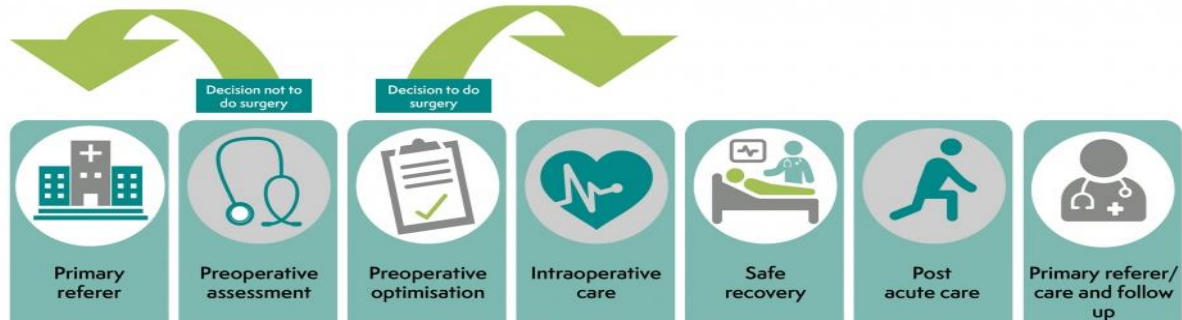 Decision not to
do surgery
Decision to do
surgery
Primary
referer
Preoperative
assessment
Preoperative
optimisation
Intraoperative
care
Safe
recovery
Post
acute care
Primary referer/
care and follow
up